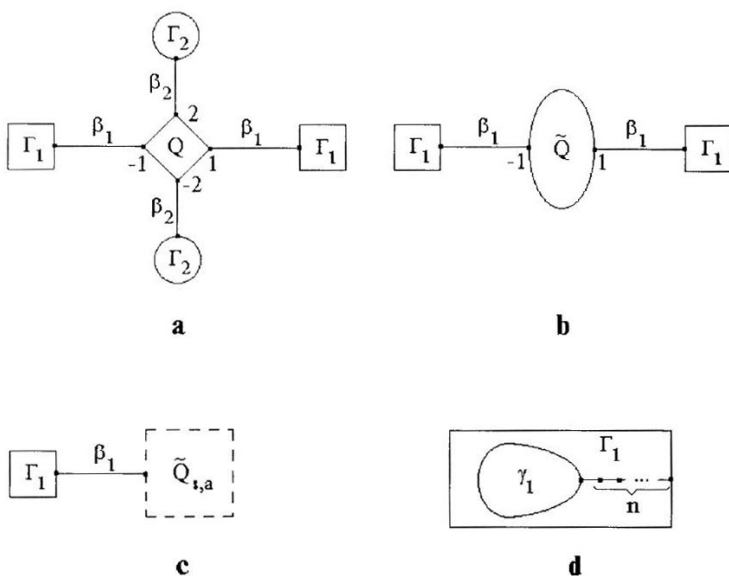 Γ₂
β₂
2
Γ₁ β₁ -1 Q 1 β₁ Γ₁
-2
β₂
Γ₂
a
Γ₁ β₁ -1 Q̃ 1 β₁ Γ₁
b
Γ₁ β₁ Q̃ₛ,ₐ
c
Γ₁
γ₁ ...
n
d